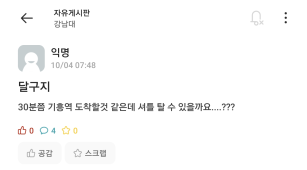 자유게시판
강남대
익명
10/04 07:48
달구지
30분쯤 기흥역 도착할것 같은데 셔틀 탈 수 있을까요....???
0 4 0
공감 스크랩